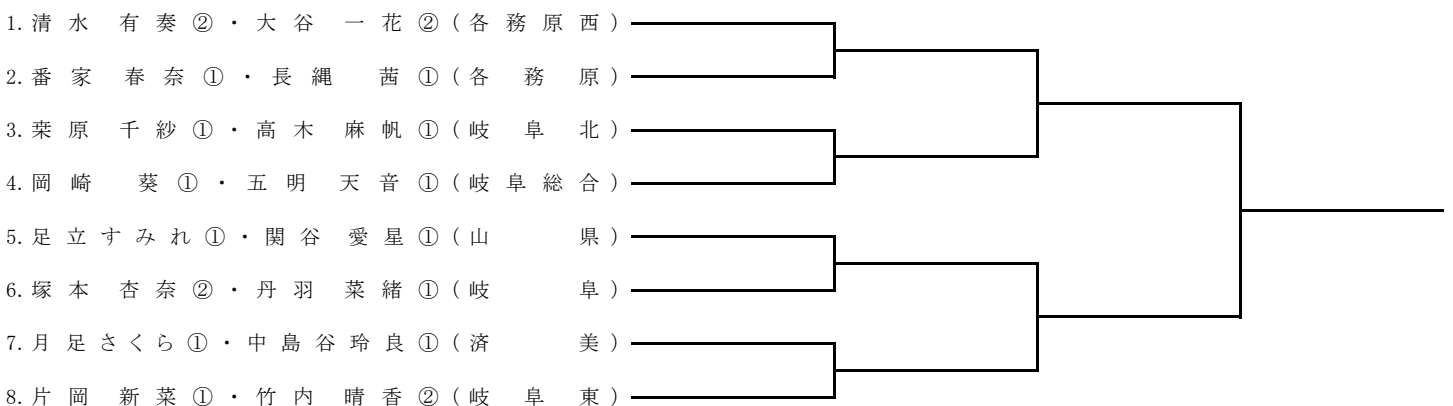 1.清水 有奏②・大谷 一花②(各務原西)
2.番家 春奈①・長縄 茜①(各務原)
3.桒原 千紗①・高木 麻帆①(岐阜北)
4.岡崎 葵①・五明 天音①(岐阜総合)
5.足立すみれ①・関谷 愛星①(山県)
6.塚本 杏奈②・丹羽 菜緒①(岐阜)
7.月足さくら①・中島谷玲良①(済美)
8.片岡 新菜①・竹内 晴香②(岐阜東)